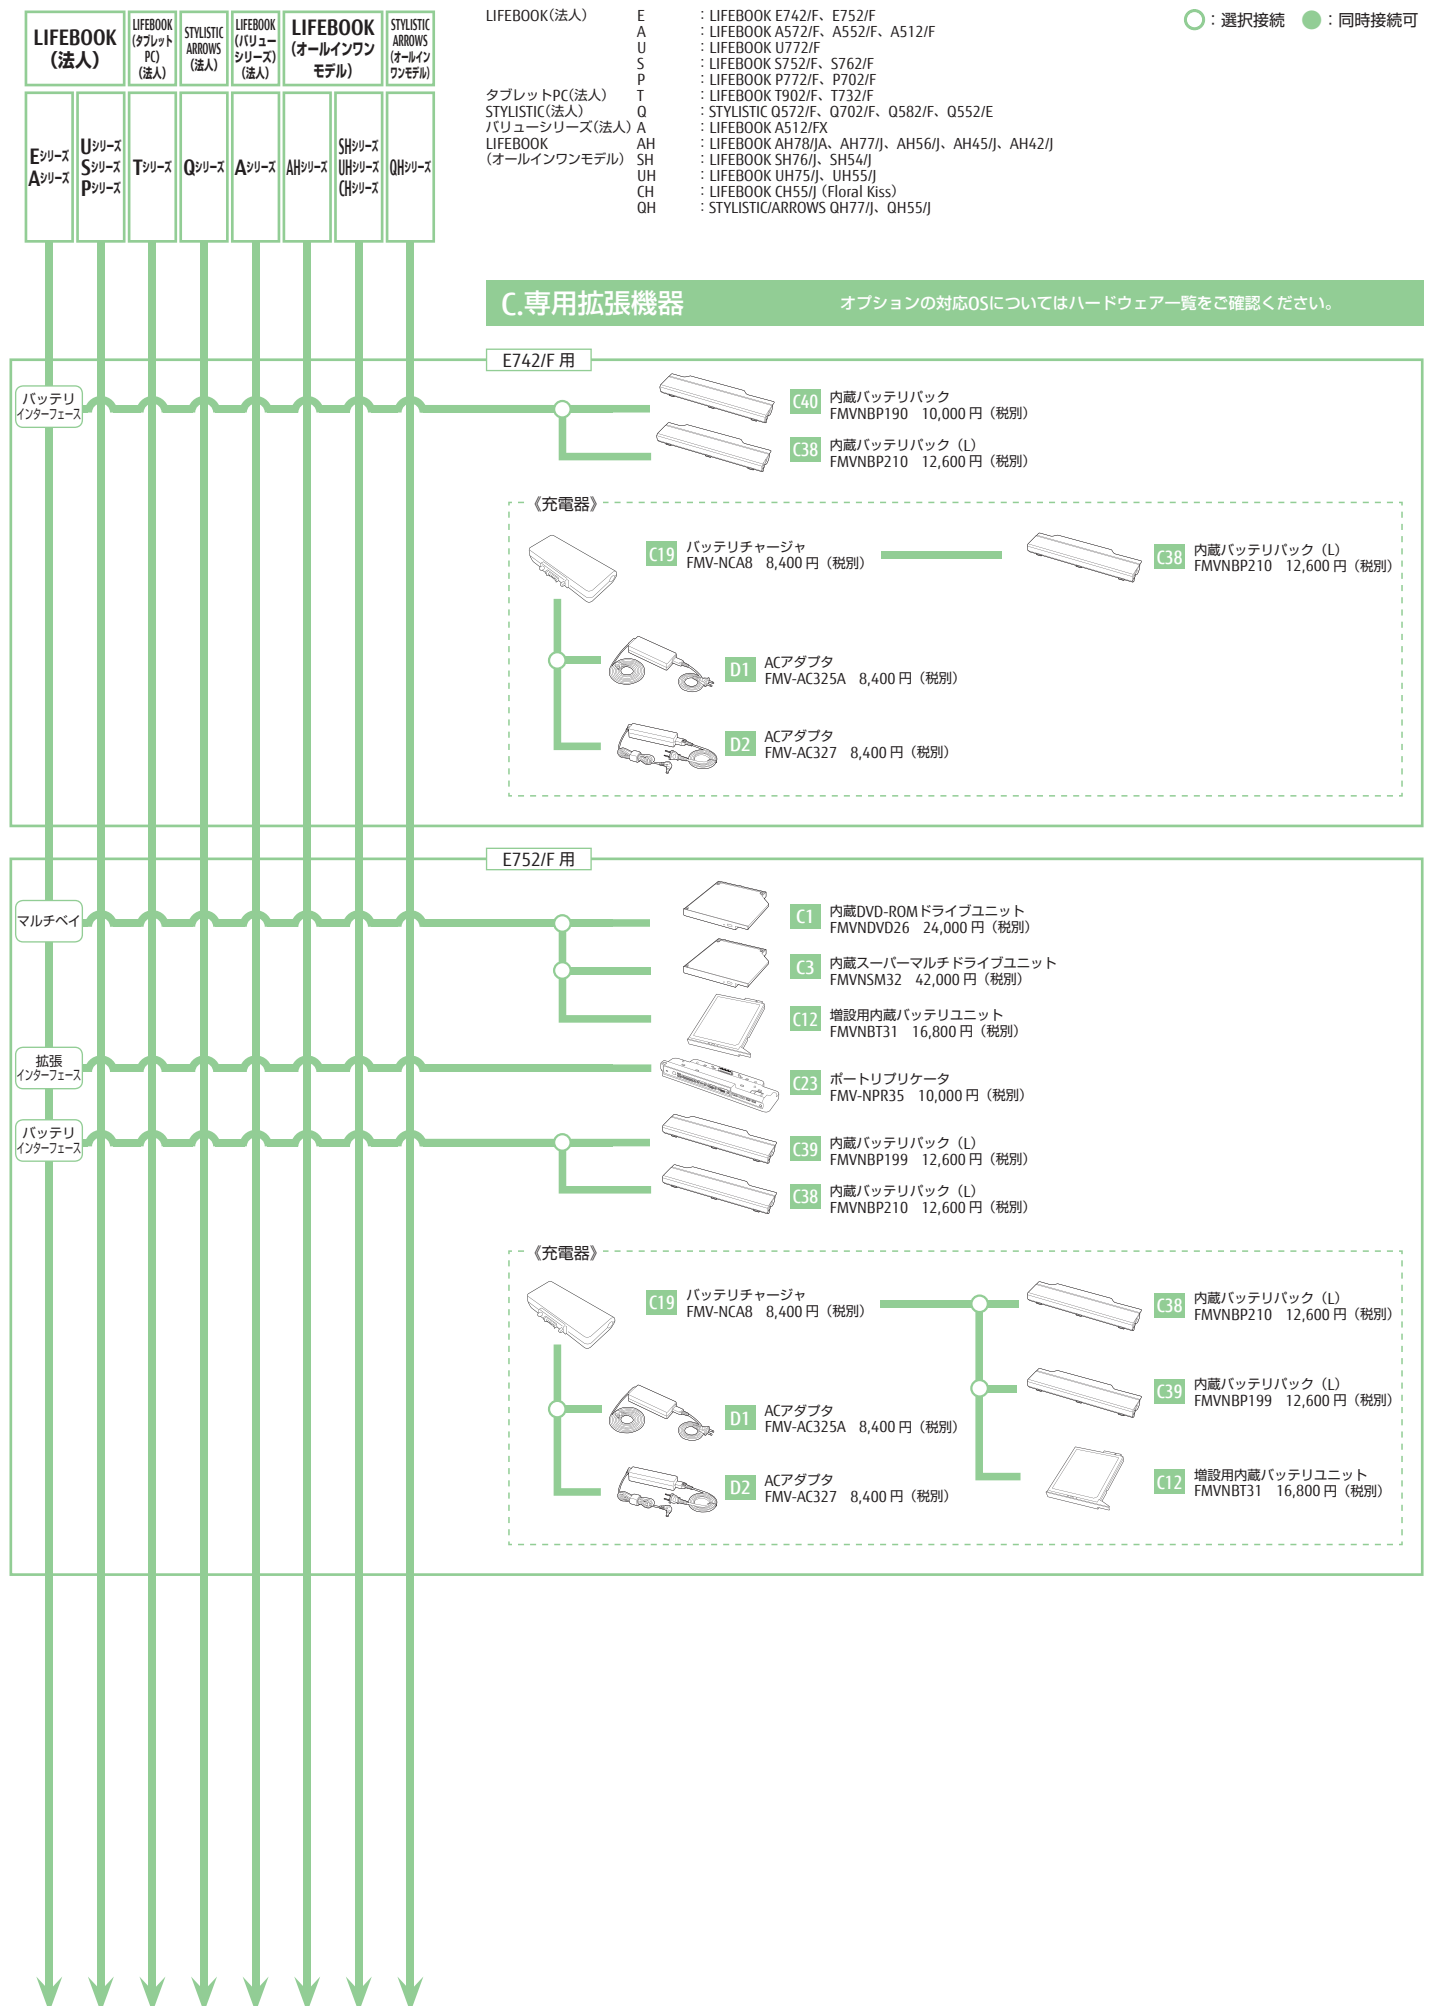 LIFEBOOK
(法人)
LIFEBOOK
(タブレット
PC)
(法人)
STYLISTIC
ARROWS
(法人)
LIFEBOOK
(バリュー
シリーズ)
(法人)
LIFEBOOK
(オールインワン
モデル)
STYLISTIC
ARROWS
(オールイン
ワンモデル)
Eシリーズ
Aシリーズ
Uシリーズ
Sシリーズ
Pシリーズ
Tシリーズ
Qシリーズ
Aシリーズ
AHシリーズ
SHシリーズ
UHシリーズ
CHシリーズ
QHシリーズ
LIFEBOOK(法人) E :LIFEBOOK E742/F、E752/F
A :LIFEBOOK A572/F、A552/F、A512/F
U :LIFEBOOK U772/F
S :LIFEBOOK S752/F、S762/F
P :LIFEBOOK P772/F、P702/F
タブレットPC(法人) T :LIFEBOOK T902/F、T732/F
STYLISTIC(法人) Q :STYLISTIC Q572/F、Q702/F、Q582/F、Q552/E
バリューシリーズ(法人) A :LIFEBOOK A512/FX
LIFEBOOK AH :LIFEBOOK AH78/JA、AH77/J、AH56/J、AH45/J、AH42/J
(オールインワンモデル) SH :LIFEBOOK SH76/J、SH54/J
UH :LIFEBOOK UH75/J、UH55/J
CH :LIFEBOOK CH55/J (Floral Kiss)
QH :STYLISTIC/ARROWS QH77/J、QH55/J
:選択接続 :同時接続可
C.専用拡張機器 オプションの対応OSについてはハードウェア一覧をご確認ください。
E742/F 用
バッテリ
インターフェース
C40 内蔵バッテリパック
FMVNBP190 10,000 円(税別)
C38 内蔵バッテリパック(L)
FMVNBP210 12,600 円(税別)
《充電器》
C19 バッテリチャージャ
FMV-NCA8 8,400 円(税別)
C38 内蔵バッテリパック(L)
FMVNBP210 12,600 円(税別)
D1 ACアダプタ
FMV-AC325A 8,400 円(税別)
D2 ACアダプタ
FMV-AC327 8,400 円(税別)
E752/F 用
マルチベイ
C1 内蔵DVD-ROMドライブユニット
FMVNDVD26 24,000 円(税別)
C3 内蔵スーパーマルチドライブユニット
FMVNSM32 42,000 円(税別)
C12 増設用内蔵バッテリユニット
FMVNBT31 16,800 円(税別)
拡張
インターフェース
C23 ポートリプリケータ
FMV-NPR35 10,000 円(税別)
バッテリ
インターフェース
C39 内蔵バッテリパック(L)
FMVNBP199 12,600 円(税別)
C38 内蔵バッテリパック(L)
FMVNBP210 12,600 円(税別)
《充電器》
C19 バッテリチャージャ
FMV-NCA8 8,400 円(税別)
C38 内蔵バッテリパック(L)
FMVNBP210 12,600 円(税別)
C39 内蔵バッテリパック(L)
FMVNBP199 12,600 円(税別)
D1 ACアダプタ
FMV-AC325A 8,400 円(税別)
C12 増設用内蔵バッテリユニット
FMVNBT31 16,800 円(税別)
D2 ACアダプタ
FMV-AC327 8,400 円(税別)